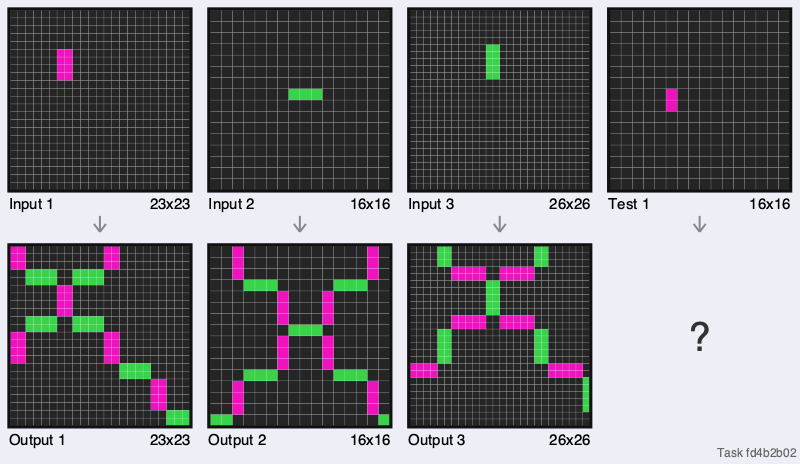 Input 1 23x23
Input 2 16x16
Input 3 26x26
Test 1 16x16
?
Output 1 23x23
Output 2 16x16
Output 3 26x26
Task fd4b2b02